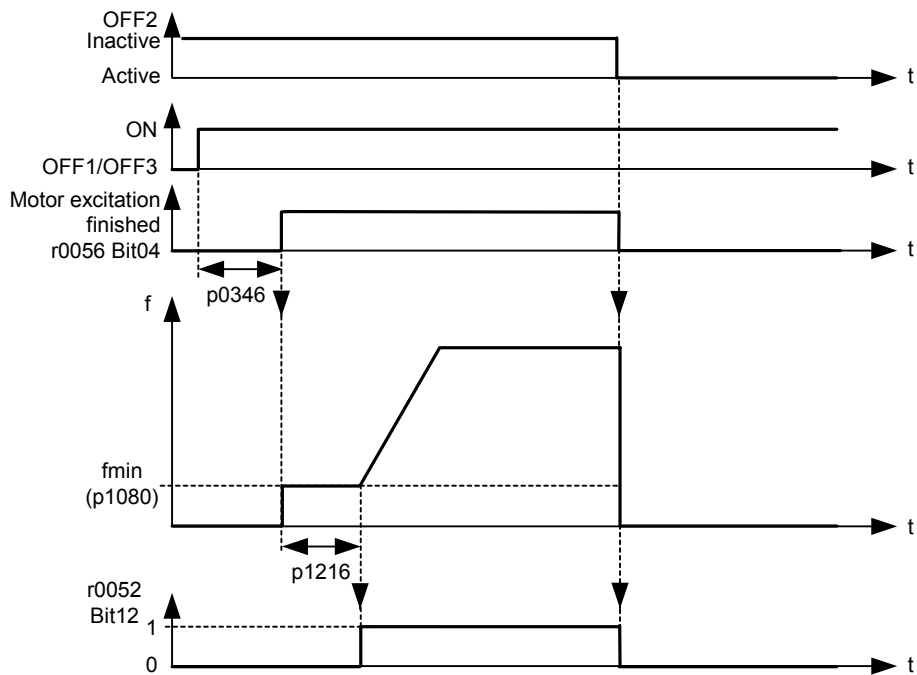 OFF2
Inactive
Active
t
ON
OFF1/OFF3
t
Motor excitation
finished
r0056 Bit04
t
p0346
f
fmin
(p1080)
t
p1216
r0052
Bit12
1
0
t